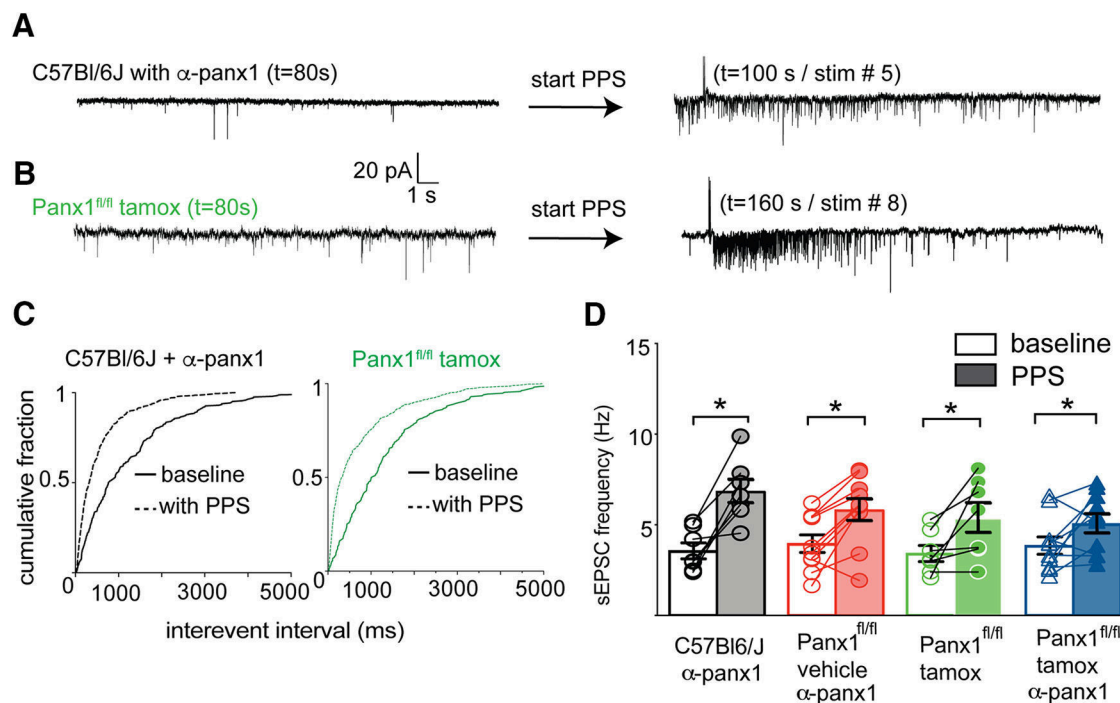 A
C57Bl/6J with α-panx1 (t=80s)
start PPS
(t=100 s / stim # 5)
20 pA
1 s
B
Panx1fl/fl tamox (t=80s)
start PPS
(t=160 s / stim # 8)
C
C57Bl/6J + α-panx1
Panx1fl/fl tamox
cumulative fraction
1
0.5
0
1000
3000
5000
baseline
with PPS
1
0.5
0
1000
3000
5000
baseline
with PPS
interevent interval (ms)
D
baseline
PPS
sEPSC frequency (Hz)
15
10
5
0
*
*
*
*
C57Bl6/J
α-panx1
Panx1fl/fl
vehicle
α-panx1
Panx1fl/fl
tamox
Panx1fl/fl
tamox
α-panx1